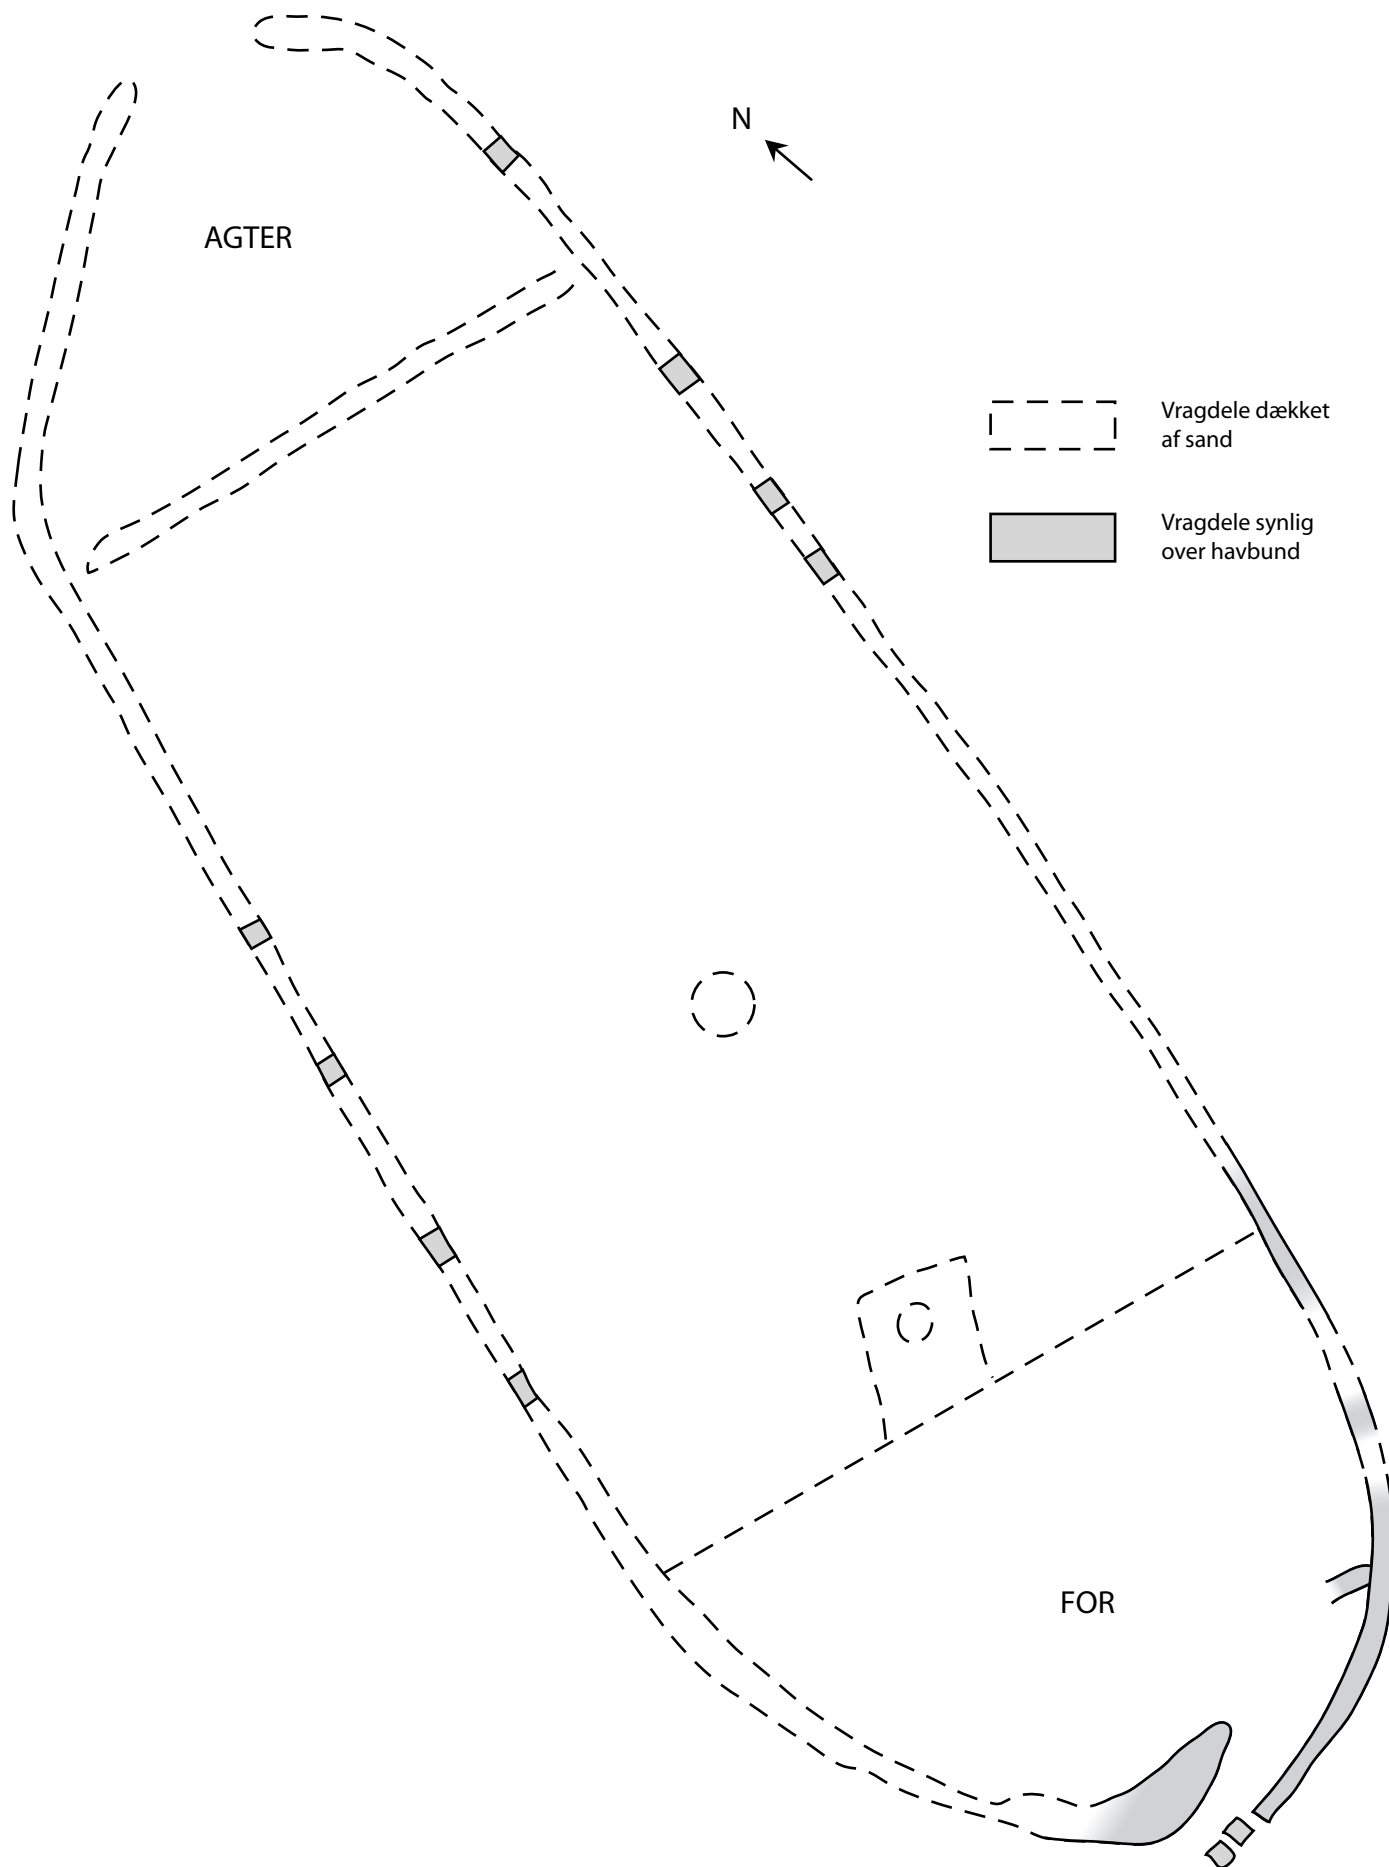 N
AGTER
Vragdele dækket
af sand
Vragdele synlig
over havbund
FOR